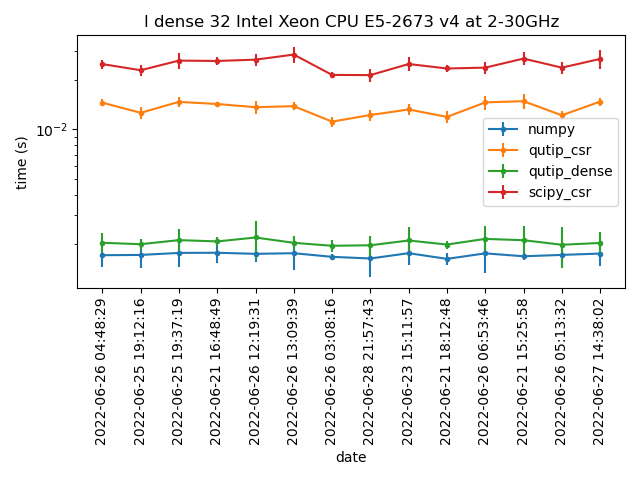 l dense 32 Intel Xeon CPU E5-2673 v4 at 2-30GHz
time (s)
10⁻²
numpy
qutip_csr
qutip_dense
scipy_csr
2022-06-26 04:48:29
2022-06-25 19:12:16
2022-06-25 19:37:19
2022-06-21 16:48:49
2022-06-26 12:19:31
2022-06-26 13:09:39
2022-06-26 03:08:16
2022-06-28 21:57:43
2022-06-23 15:11:57
2022-06-21 18:12:48
2022-06-26 06:53:46
2022-06-21 15:25:58
2022-06-26 05:13:32
2022-06-27 14:38:02
date